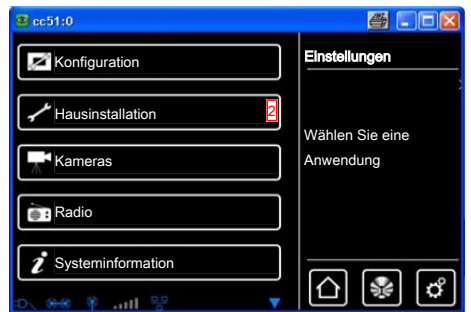 cc51:0
Konfiguration
Hausinstallation
2
Kameras
Radio
Systeminformation
Einstellungen
Wählen Sie eine
Anwendung